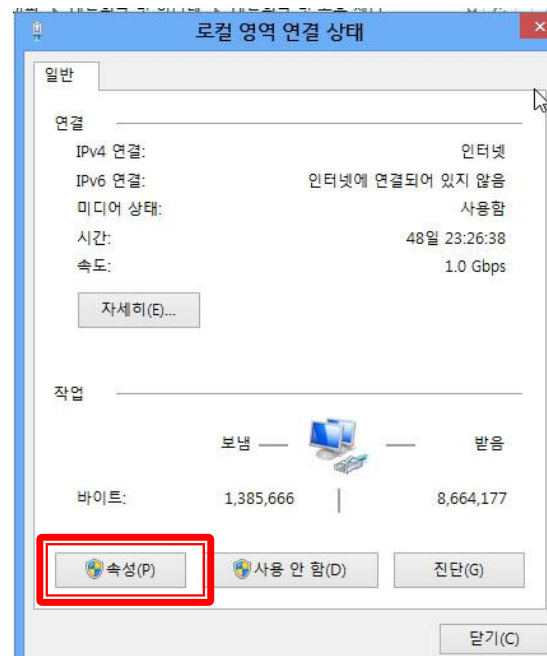 로컬 영역 연결 상태
일반
연결
IPv4 연결: 인터넷
IPv6 연결: 인터넷에 연결되어 있지 않음
미디어 상태: 사용함
시간: 48일 23:26:38
속도: 1.0 Gbps
자세히(E)...
작업
보냄 — — 받음
바이트: 1,385,666 8,664,177
속성(P) 사용 안 함(D) 진단(G)
닫기(C)